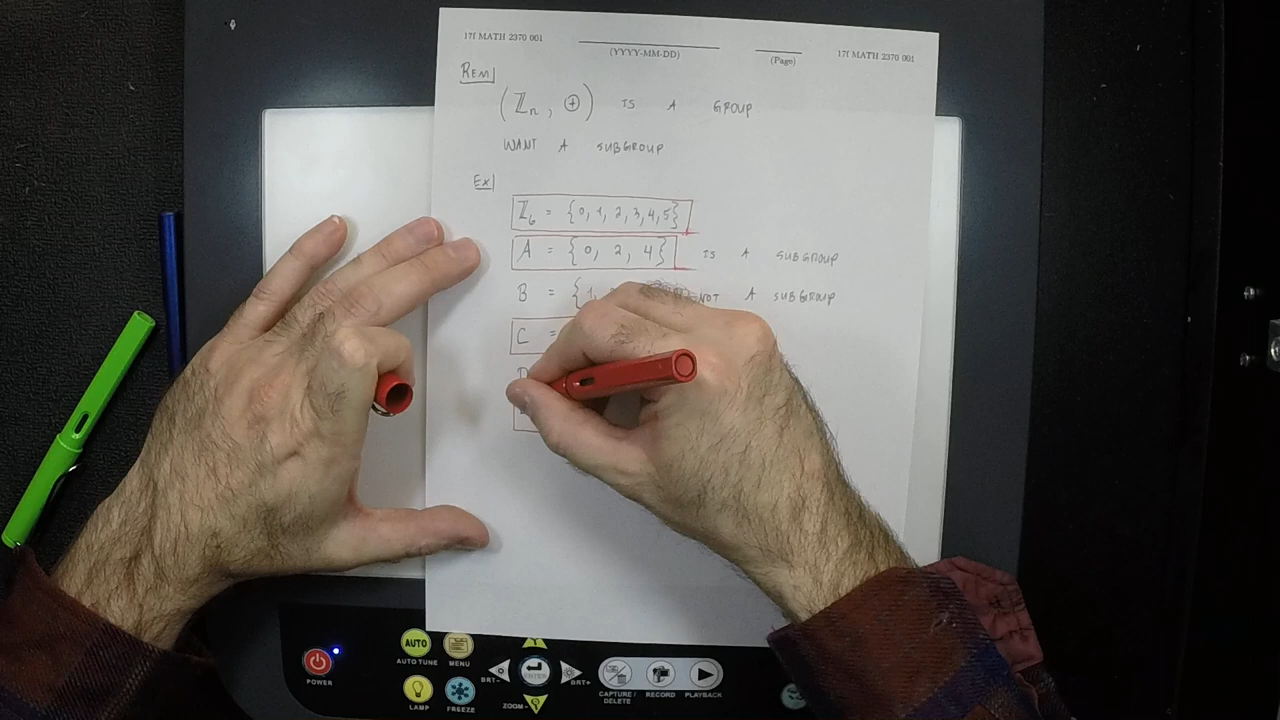 17f MATH 2370 001
(YYYY-MM-DD)
(Page)
17f MATH 2370 001
REM
(ℤn, ⊕) IS A GROUP
WANT A SUBGROUP
EX
ℤ6 = {0, 1, 2, 3, 4, 5}
A = {0, 2, 4} IS A SUBGROUP
B = {1, NOT A SUBGROUP
C =
D
POWER
AUTO
AUTO TUNE
MENU
LAMP
FREEZE
BRT-
ENTER
BRT+
ZOOM-
CAPTURE / DELETE
RECORD
PLAYBACK